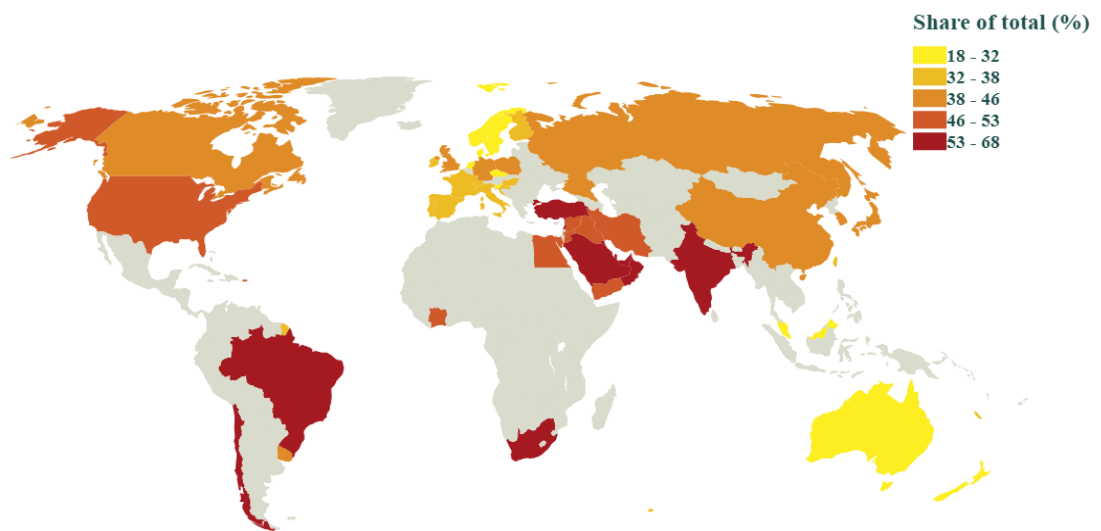 Share of total (%)
18 - 32
32 - 38
38 - 46
46 - 53
53 - 68